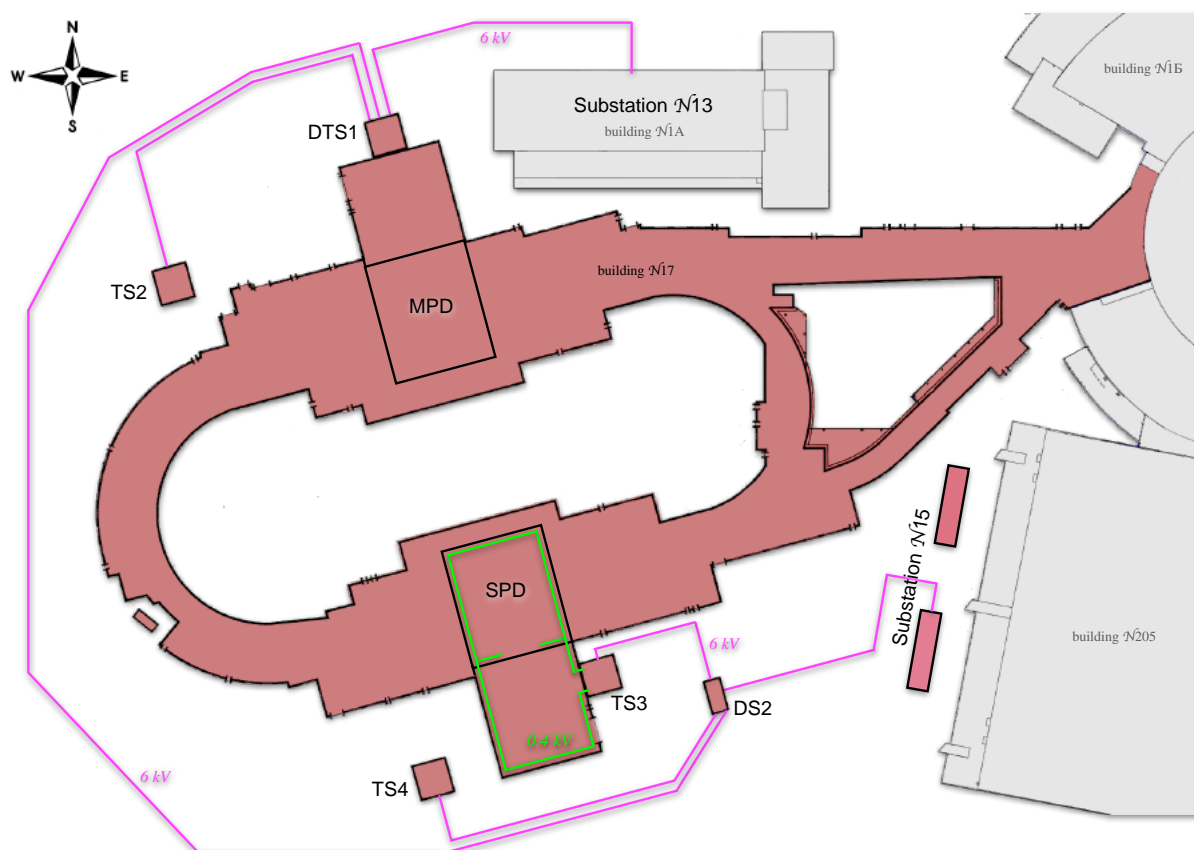 N
W E
S
6 kV
building №1Б
Substation №13
building №1A
DTS1
building №17
TS2
MPD
Substation №15
SPD
building №205
6 kV
TS3
DS2
0.4 kV
6 kV
TS4